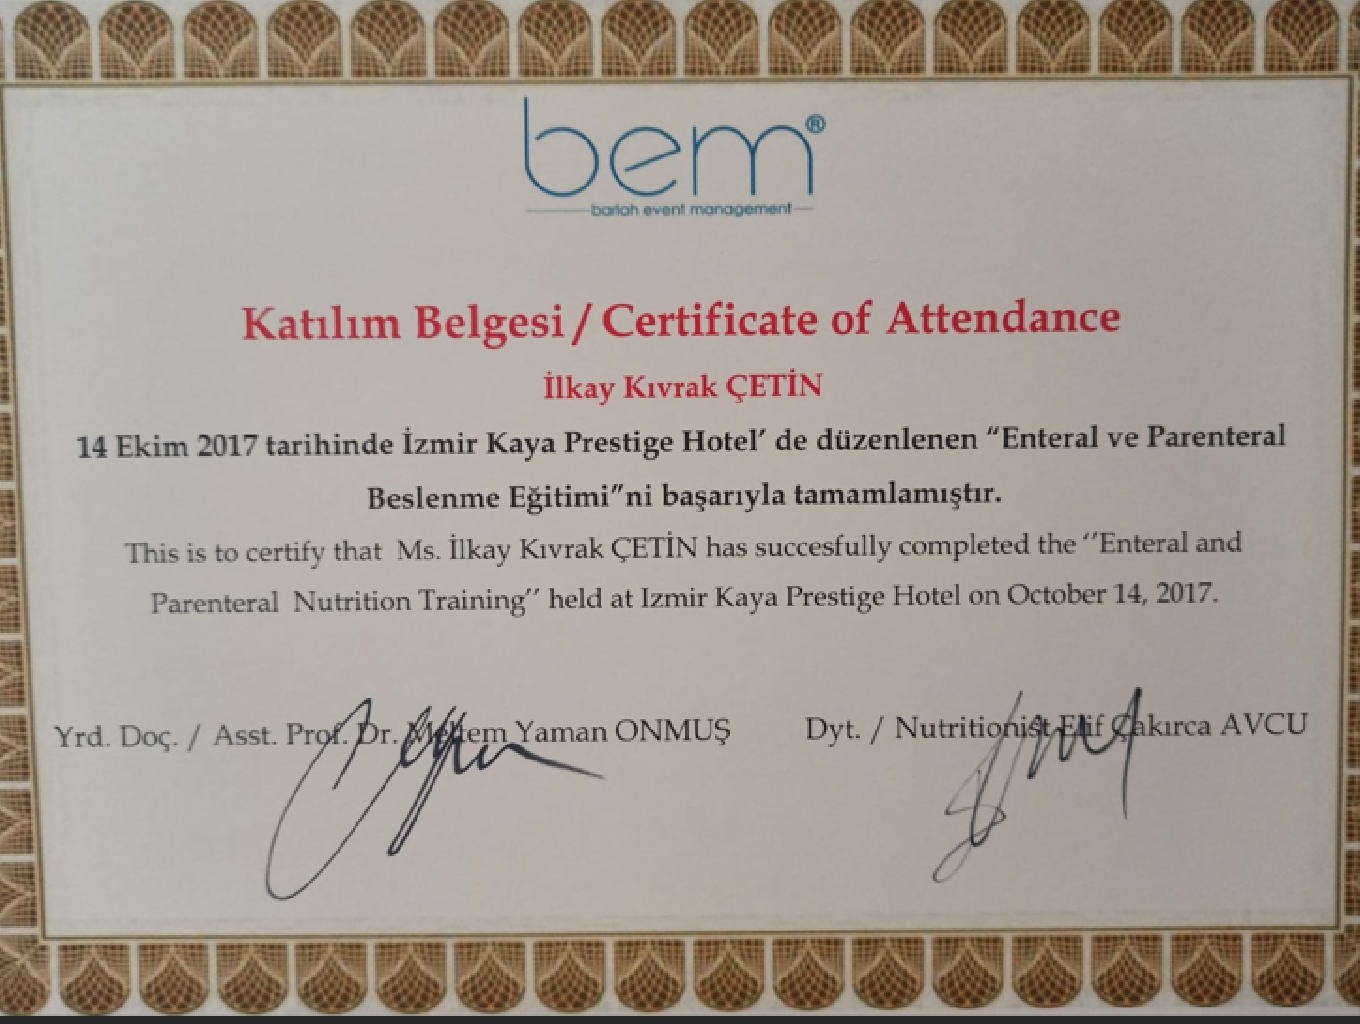 bem®
bariah event management
Katılım Belgesi / Certificate of Attendance
İlkay Kıvrak ÇETİN
14 Ekim 2017 tarihinde İzmir Kaya Prestige Hotel’ de düzenlenen “Enteral ve Parenteral
Beslenme Eğitimi”ni başarıyla tamamlamıştır.
This is to certify that Ms. İlkay Kıvrak ÇETİN has succesfully completed the ‘’Enteral and
Parenteral Nutrition Training’’ held at Izmir Kaya Prestige Hotel on October 14, 2017.
Yrd. Doç. / Asst. Prof. Dr. Meltem Yaman ONMUŞ
Dyt. / Nutritionist Elif Çakırca AVCU